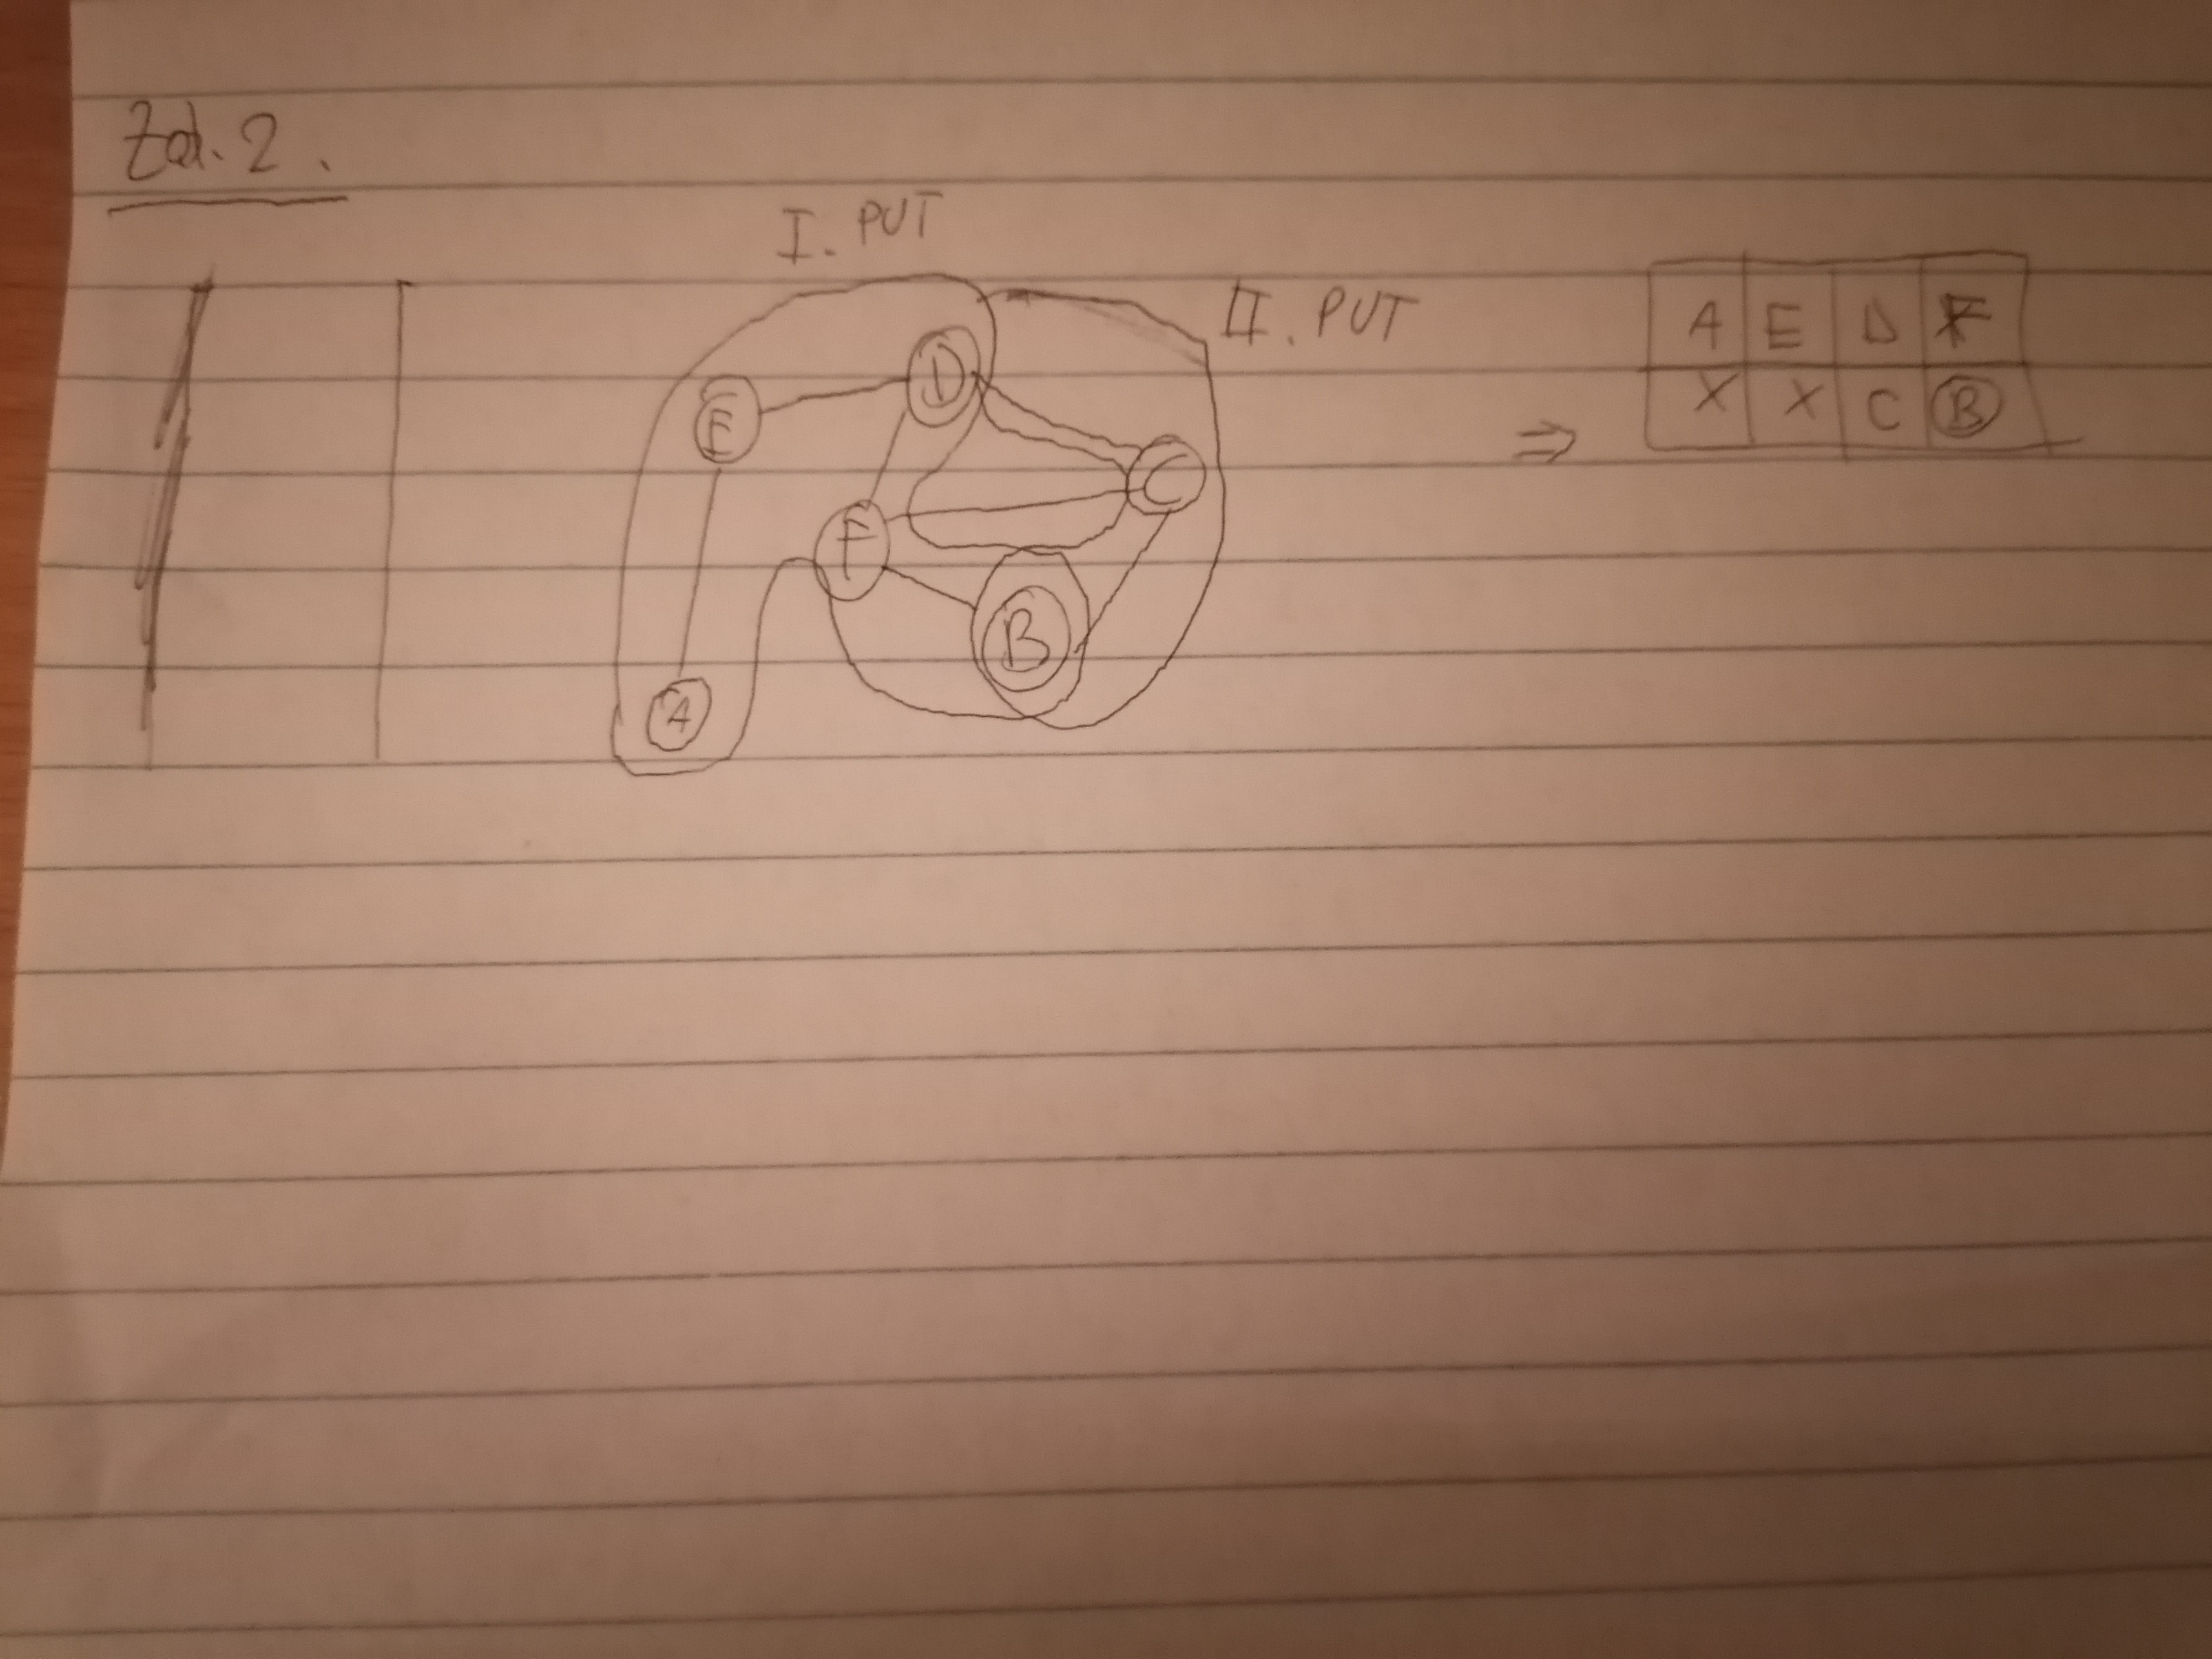 Zad. 2.
I. PUT
II. PUT
D
E
C
F
B
A
⇒
A E D F
X X C B